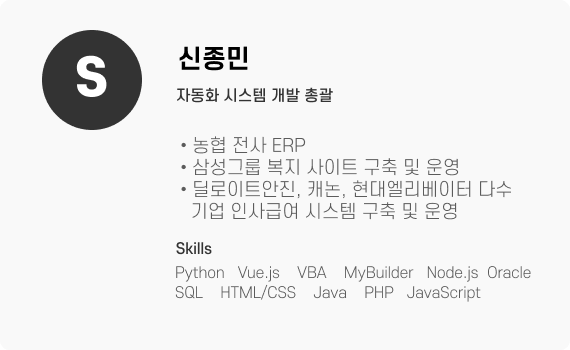 S
신종민
자동화 시스템 개발 총괄
• 농협 전사 ERP
• 삼성그룹 복지 사이트 구축 및 운영
• 딜로이트안진, 캐논, 현대엘리베이터 다수
기업 인사급여 시스템 구축 및 운영
Skills
Python Vue.js VBA MyBuilder Node.js Oracle
SQL HTML/CSS Java PHP JavaScript